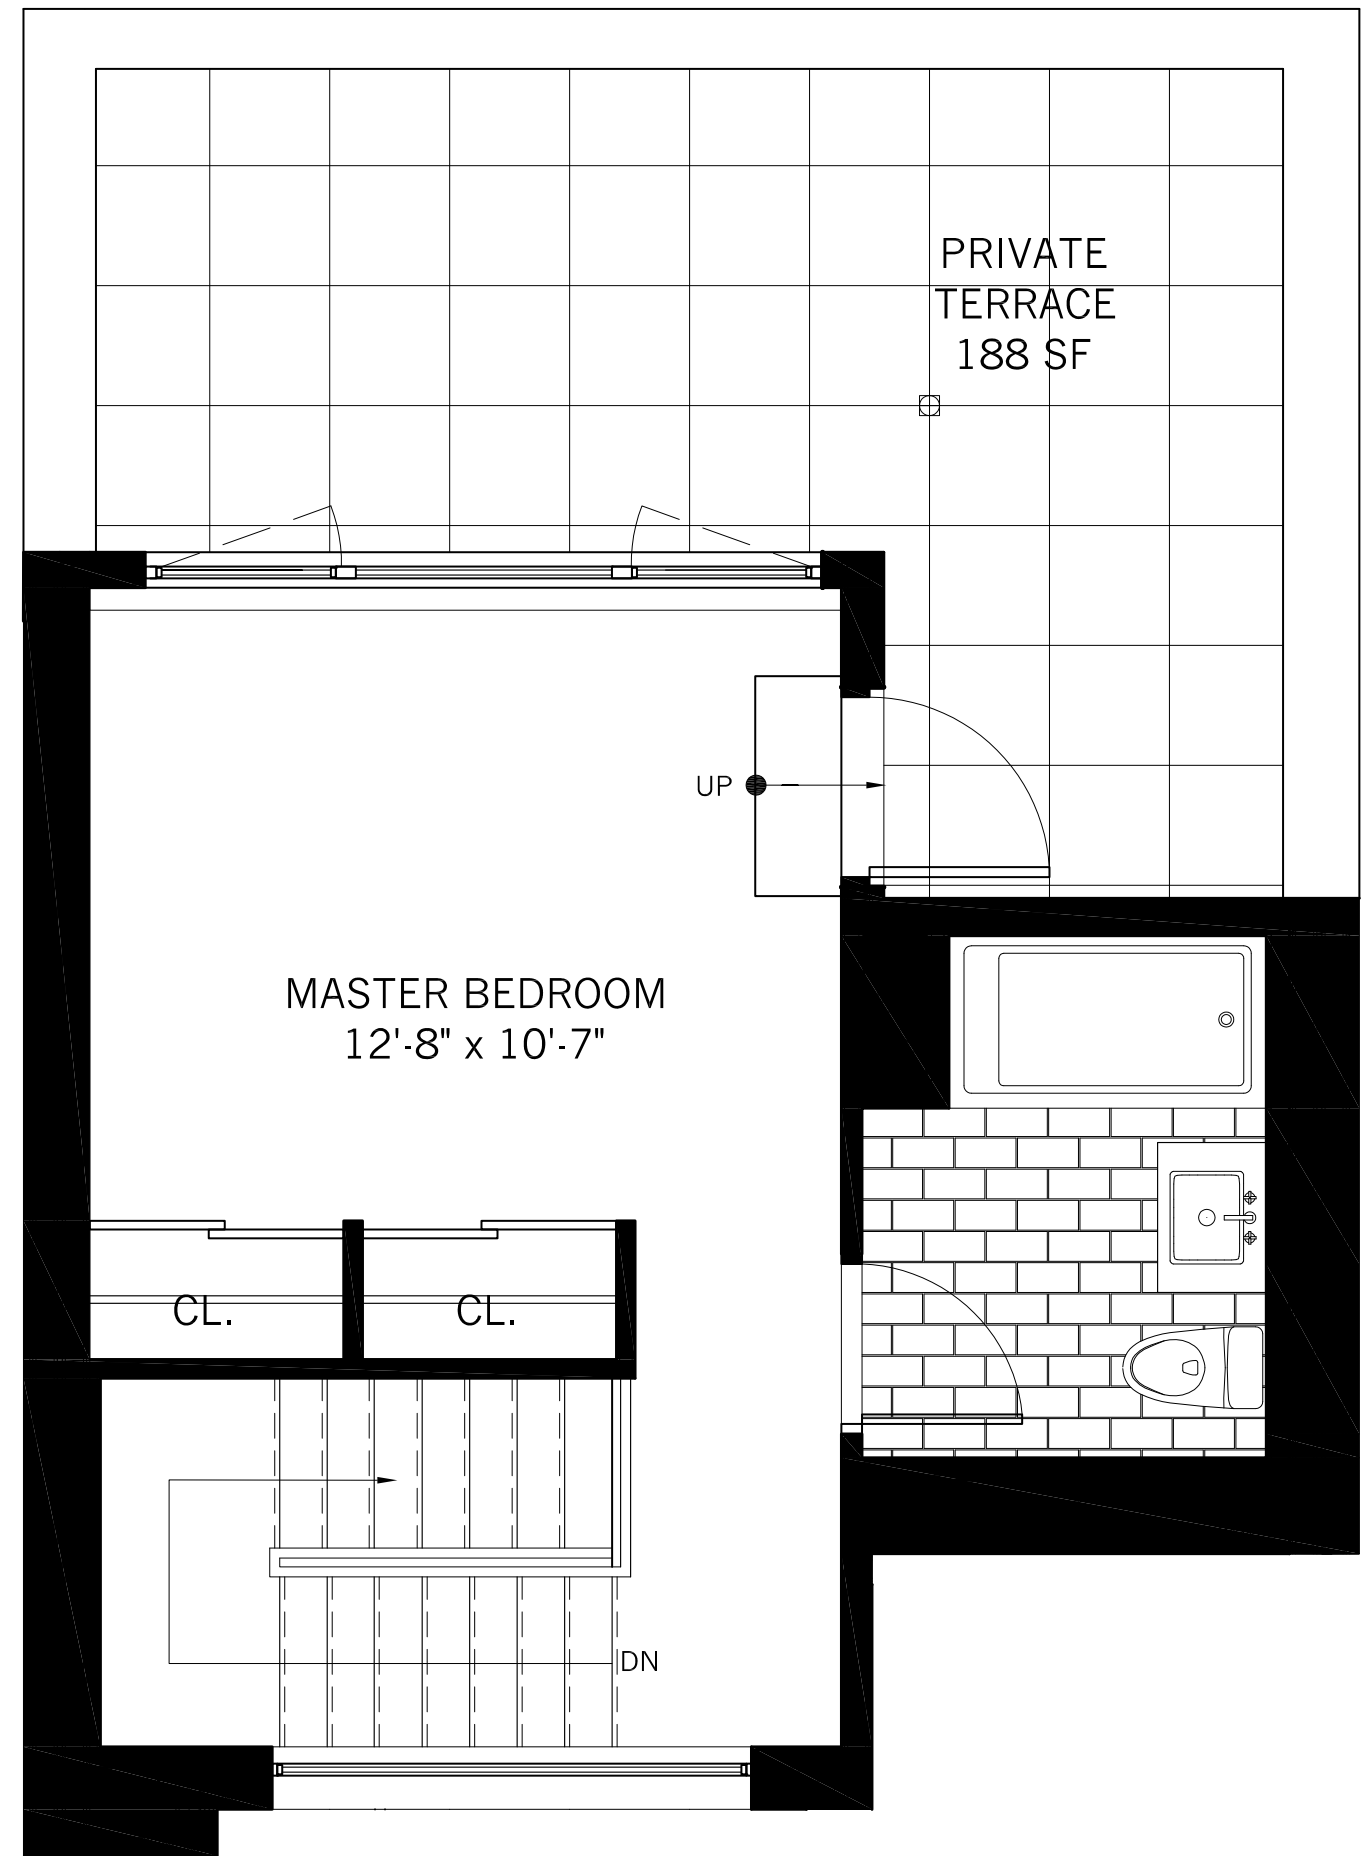 PRIVATE
TERRACE
188 SF
UP
MASTER BEDROOM
12'-8" x 10'-7"
CL.
CL.
DN